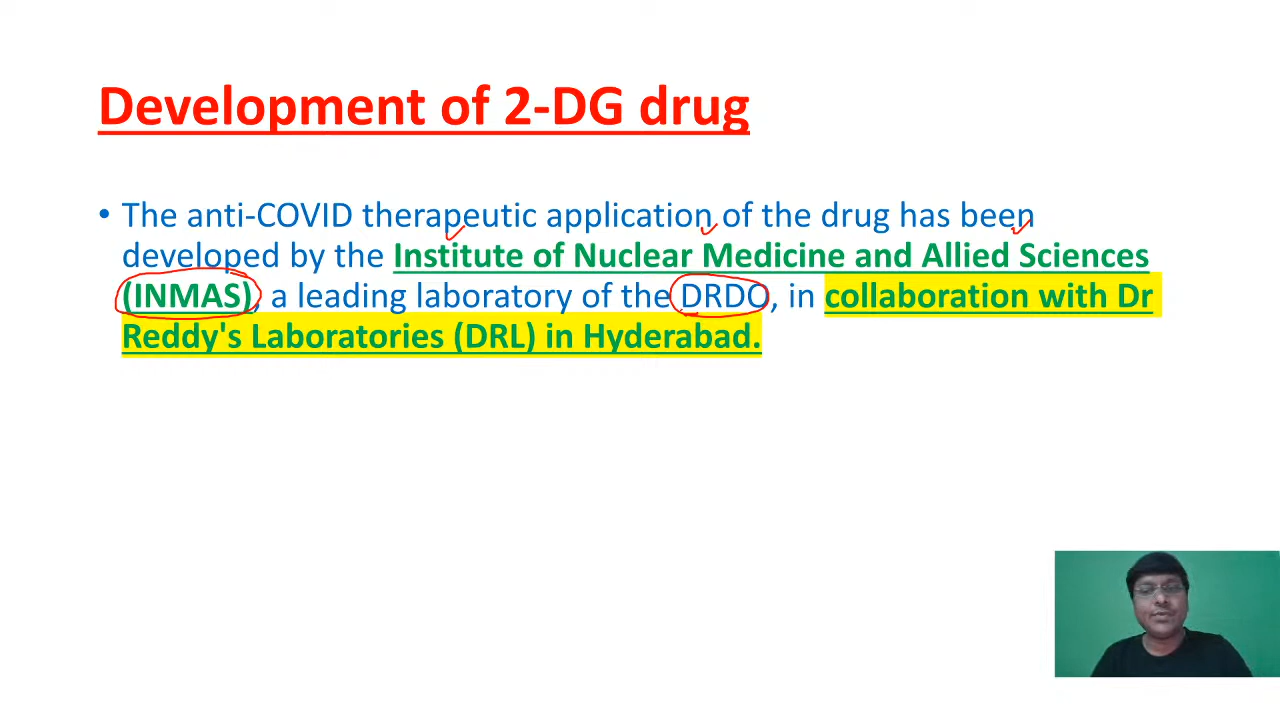 Development of 2-DG drug
• The anti-COVID therapeutic application of the drug has been
developed by the Institute of Nuclear Medicine and Allied Sciences
(INMAS), a leading laboratory of the DRDO, in collaboration with Dr
Reddy's Laboratories (DRL) in Hyderabad.